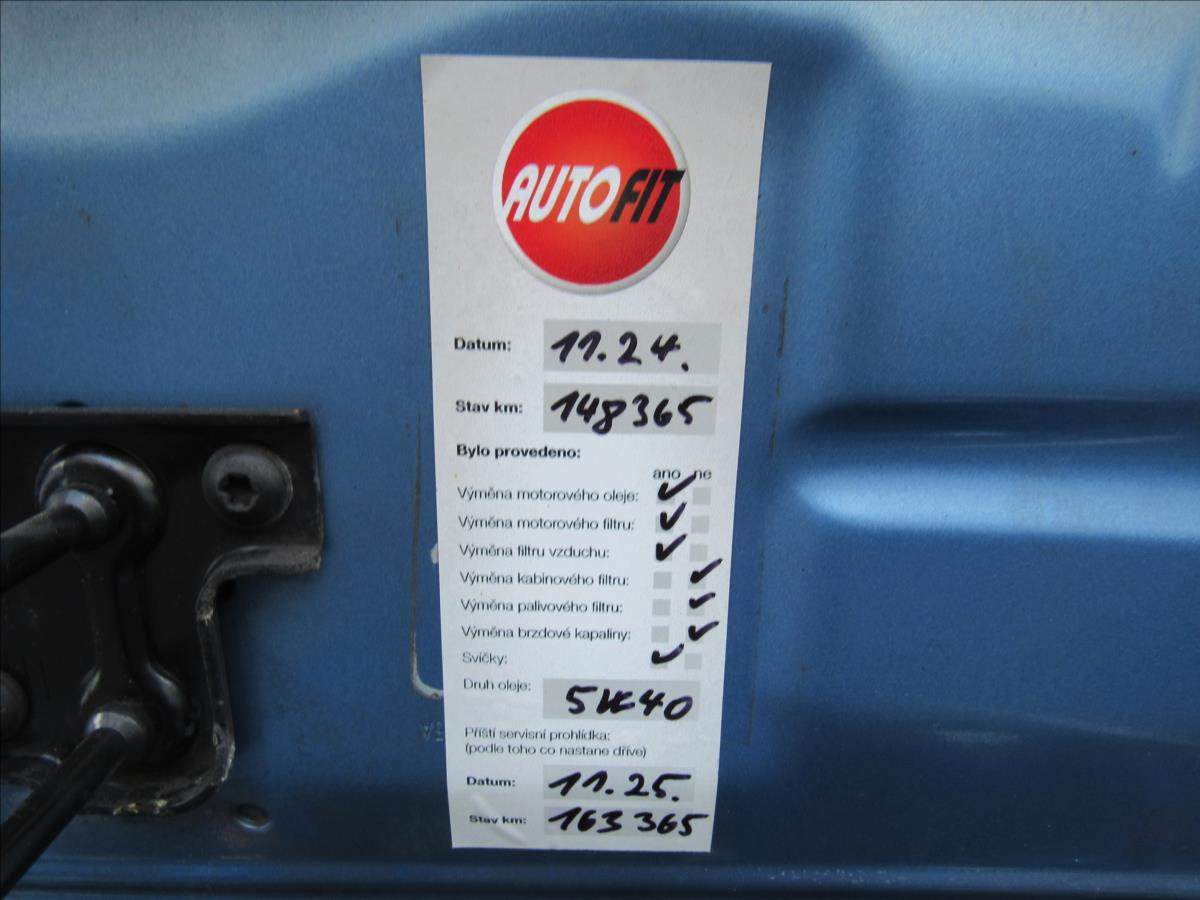 AUTOFIT
Datum: 11.24.
Stav km: 148365
Bylo provedeno:
ano ne
Výměna motorového oleje: ✓
Výměna motorového filtru: ✓
Výměna filtru vzduchu: ✓
Výměna kabinového filtru: ✓
Výměna palivového filtru: ✓
Výměna brzdové kapaliny: ✓
Svíčky: ✓
Druh oleje: 5W40
Příští servisní prohlídka:
(podle toho co nastane dříve)
Datum: 11.25.
Stav km: 163365